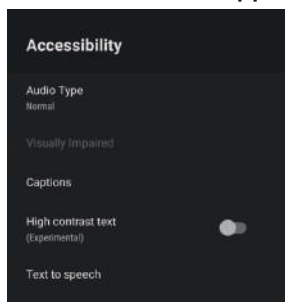 Accessibility
Audio Type
Normal
Visually Impaired
Captions
High contrast text
(Experimental)
Text to speech